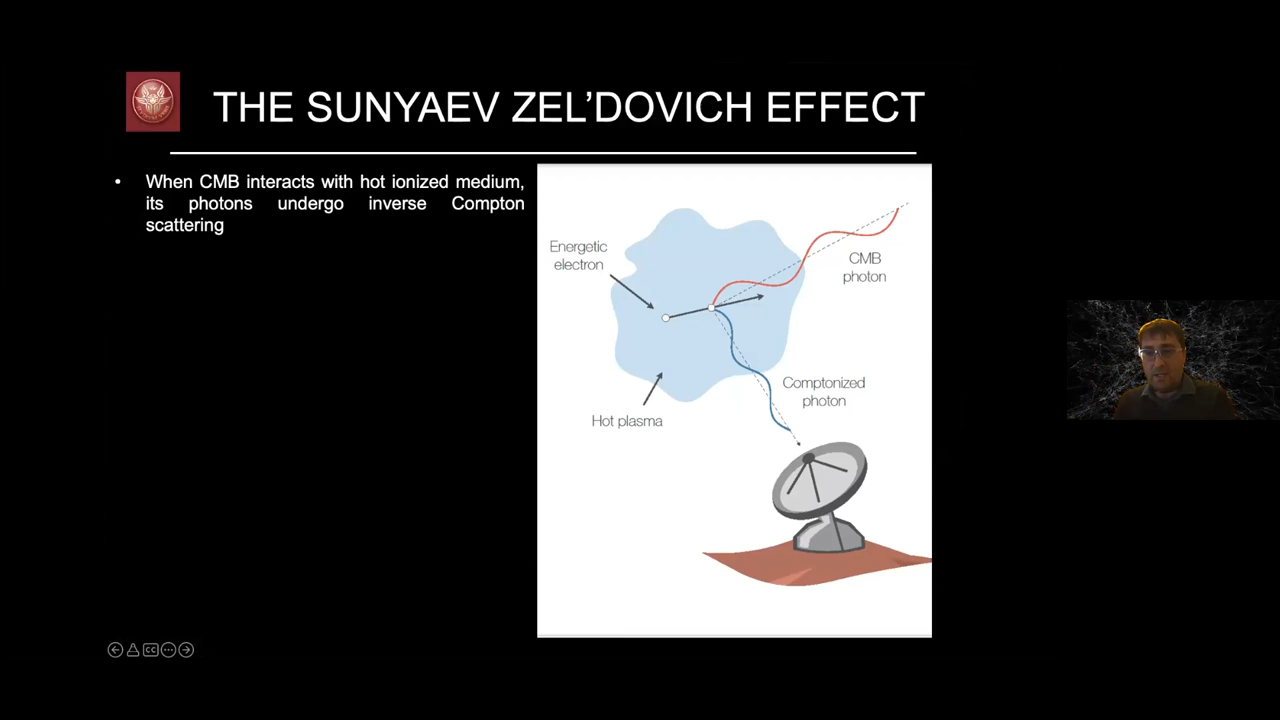 THE SUNYAEV ZEL’DOVICH EFFECT
• When CMB interacts with hot ionized medium,
its photons undergo inverse Compton
scattering
Energetic
electron
CMB
photon
Comptonized
photon
Hot plasma
CC